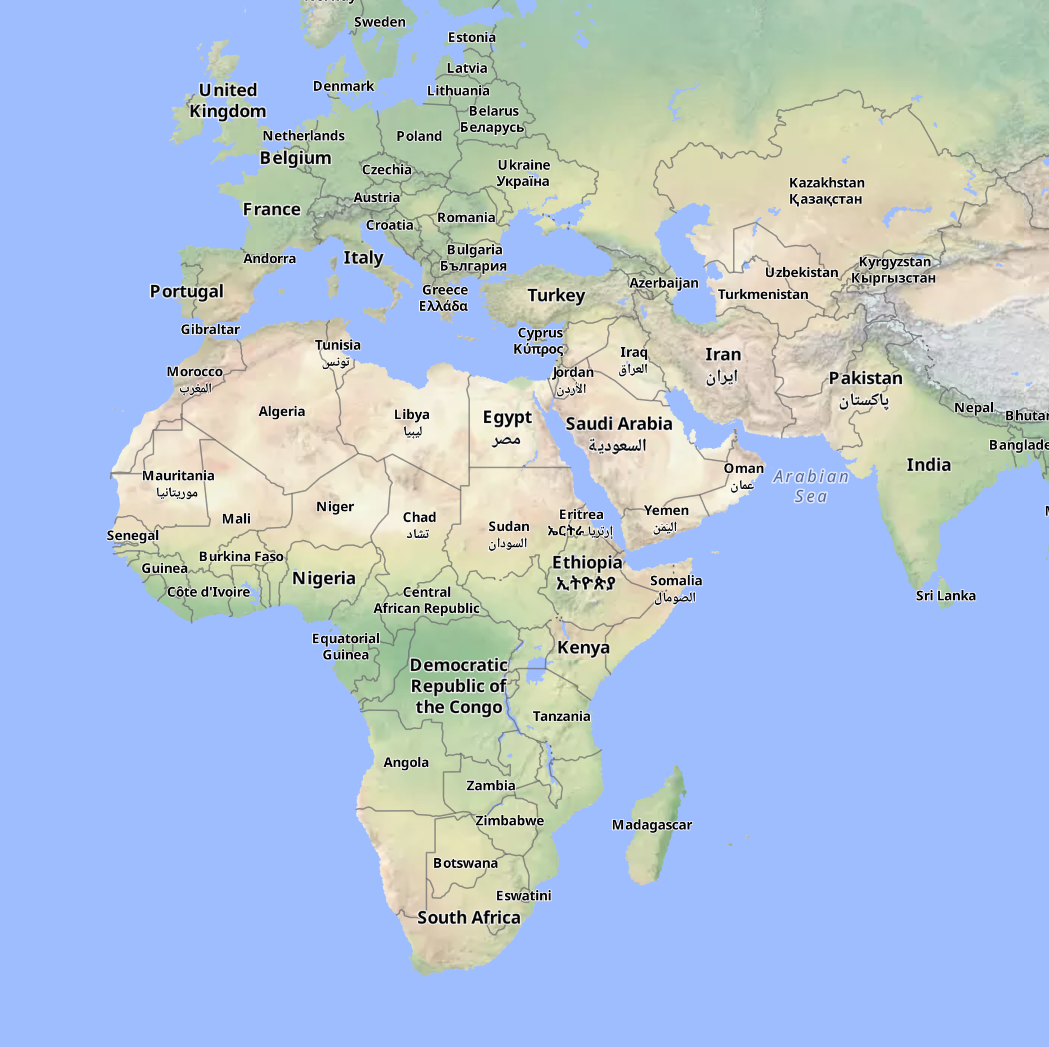 Sweden
Estonia
Latvia
Denmark
Lithuania
United
Kingdom
Belarus
Беларусь
Netherlands
Poland
Belgium
Czechia
Ukraine
Україна
Kazakhstan
Қазақстан
Austria
France
Romania
Croatia
Andorra
Italy
Bulgaria
България
Kyrgyzstan
Кыргызстан
Uzbekistan
Azerbaijan
Portugal
Greece
Ελλάδα
Turkey
Turkmenistan
Gibraltar
Cyprus
Κύπρος
Tunisia
تونس
Iraq
العراق
Iran
ایران
Morocco
المغرب
Jordan
الأردن
Pakistan
پاکستان
Algeria
Libya
ليبيا
Egypt
مصر
Saudi Arabia
السعودية
Nepal
Bhutan
Banglade
Mauritania
موريتانيا
Oman
عمان
Arabian
Sea
India
Niger
Mali
Chad
تشاد
Sudan
السودان
Eritrea
ኤርትራ إرتريا
Yemen
اليمن
Senegal
Burkina Faso
Guinea
Nigeria
Ethiopia
ኢትዮጵያ
Côte d'Ivoire
Central
African Republic
Somalia
الصومال
Sri Lanka
Equatorial
Guinea
Kenya
Democratic
Republic of
the Congo
Tanzania
Angola
Zambia
Zimbabwe
Madagascar
Botswana
Eswatini
South Africa